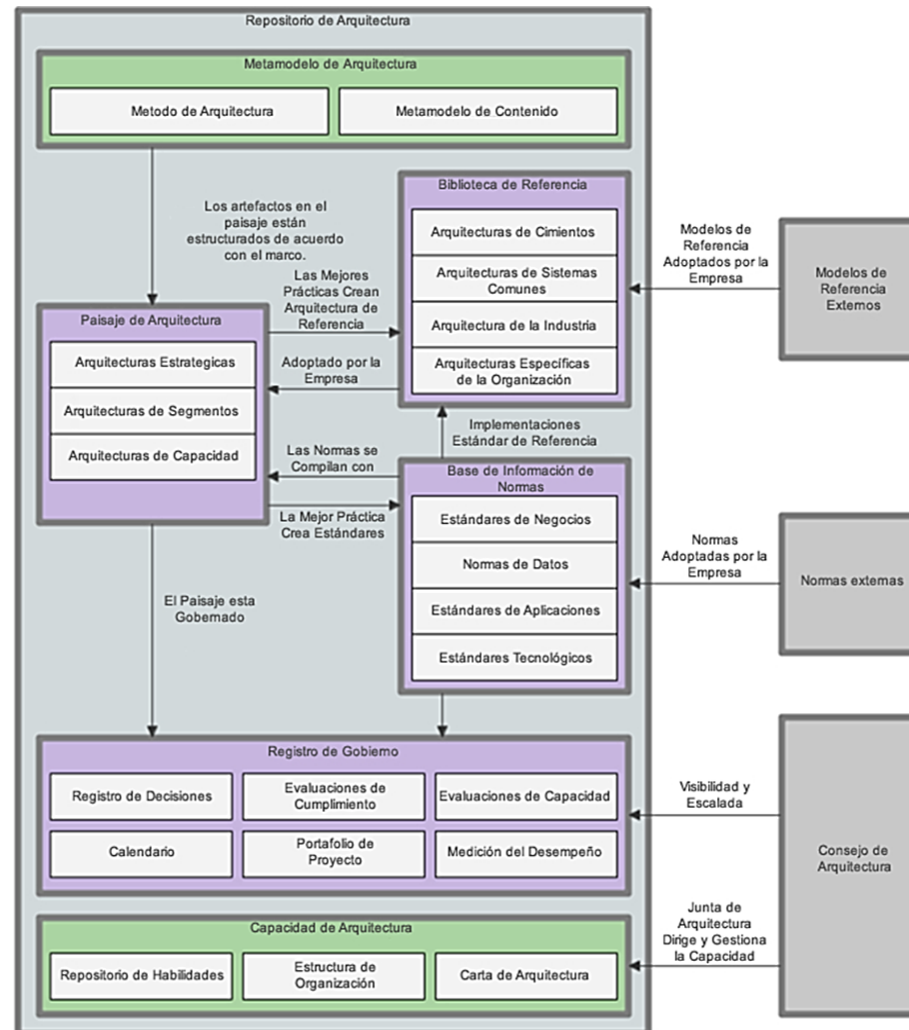 Repositorio de Arquitectura
Metamodelo de Arquitectura
Metodo de Arquitectura
Metamodelo de Contenido
Los artefactos en el
paisaje están
estructurados de acuerdo
con el marco.
Biblioteca de Referencia
Arquitecturas de Cimientos
Arquitecturas de Sistemas
Comunes
Arquitectura de la Industria
Arquitecturas Específicas
de la Organización
Modelos de
Referencia
Adoptados por la
Empresa
Modelos de
Referencia
Externos
Las Mejores
Prácticas Crean
Arquitectura de
Referencia
Paisaje de Arquitectura
Arquitecturas Estrategicas
Arquitecturas de Segmentos
Arquitecturas de Capacidad
Adoptado por la
Empresa
Implementaciones
Estándar de Referencia
Las Normas se
Compilan con
La Mejor Práctica
Crea Estándares
Base de Información de
Normas
Estándares de Negocios
Normas de Datos
Estándares de Aplicaciones
Estándares Tecnológicos
Normas
Adoptadas por la
Empresa
Normas externas
El Paisaje esta
Gobernado
Registro de Gobierno
Registro de Decisiones
Evaluaciones de
Cumplimiento
Evaluaciones de Capacidad
Calendario
Portafolio de
Proyecto
Medición del Desempeño
Visibilidad y
Escalada
Consejo de
Arquitectura
Junta de
Arquitectura
Dirige y Gestiona
la Capacidad
Capacidad de Arquitectura
Repositorio de Habilidades
Estructura de
Organización
Carta de Arquitectura